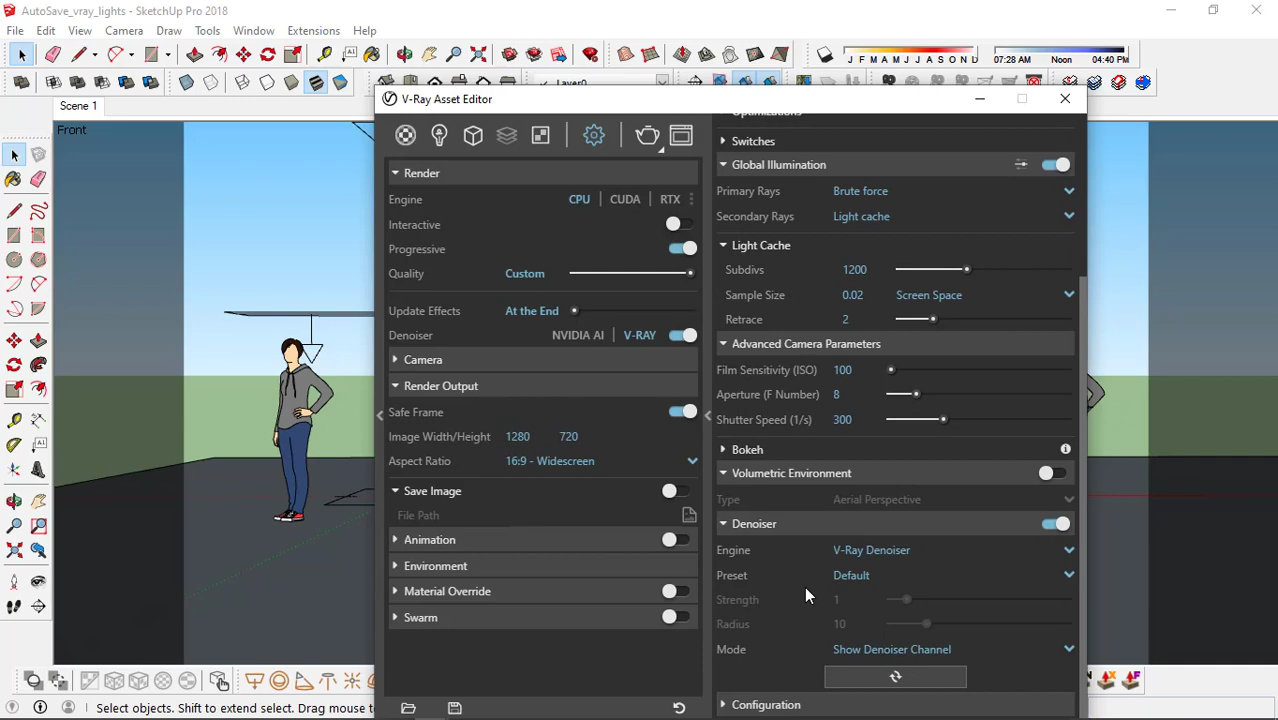 AutoSave_vray_lights - SketchUp Pro 2018
File Edit View Camera Draw Tools Window Extensions Help
J F M A M J J A S O N D 07:28 AM Noon 04:40 PM
Layer0
Scene 1
Front
V-Ray Asset Editor
Render
Engine CPU CUDA RTX
Interactive
Progressive
Quality Custom
Update Effects At the End
Denoiser NVIDIA AI V-RAY
Camera
Render Output
Safe Frame
Image Width/Height 1280 720
Aspect Ratio 16:9 - Widescreen
Save Image
File Path
Animation
Environment
Material Override
Swarm
Optimizations
Switches
Global Illumination
Primary Rays Brute force
Secondary Rays Light cache
Light Cache
Subdivs 1200
Sample Size 0.02 Screen Space
Retrace 2
Advanced Camera Parameters
Film Sensitivity (ISO) 100
Aperture (F Number) 8
Shutter Speed (1/s) 300
Bokeh
Volumetric Environment
Type Aerial Perspective
Denoiser
Engine V-Ray Denoiser
Preset Default
Strength 1
Radius 10
Mode Show Denoiser Channel
Configuration
Select objects. Shift to extend select. Drag mouse to